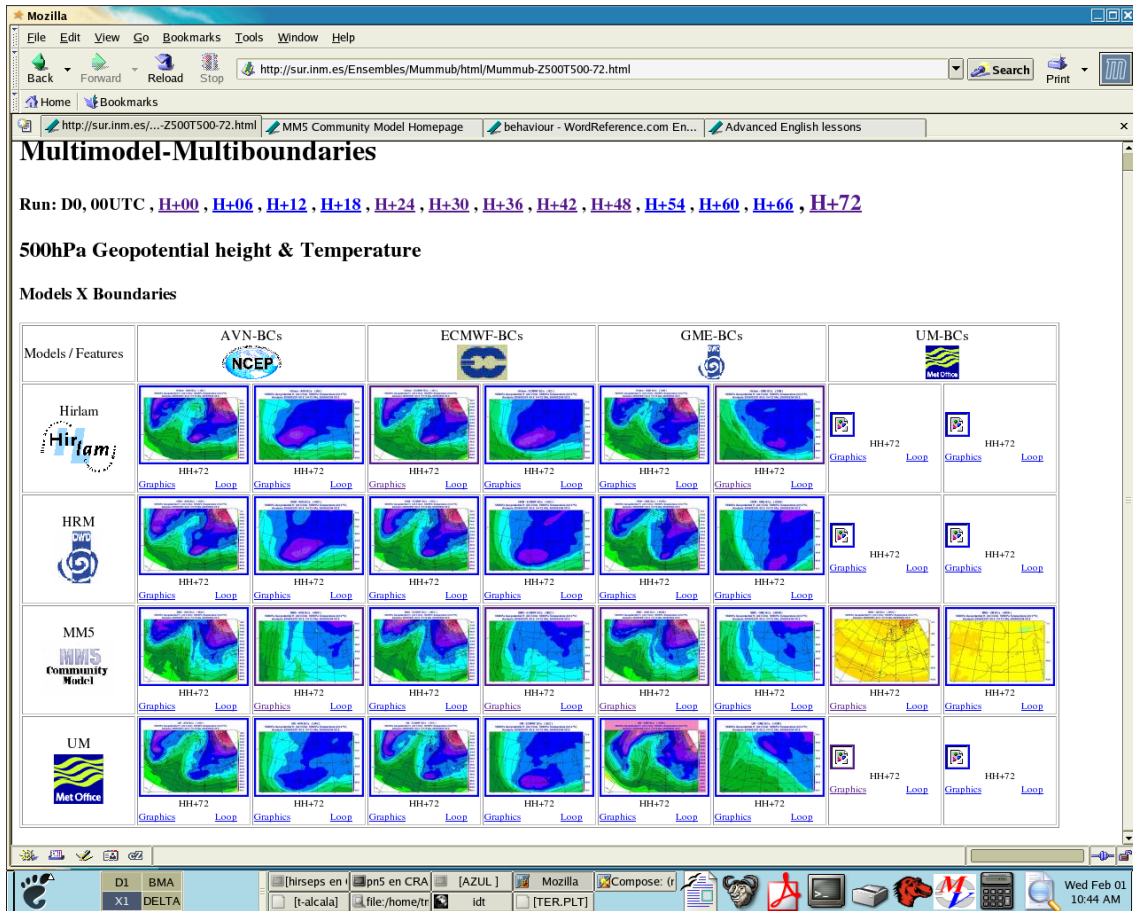 Mozilla
File Edit View Go Bookmarks Tools Window Help
Back Forward Reload Stop http://sur.inm.es/Ensembles/Mummub/html/Mummub-Z500T500-72.html Search Print
Home Bookmarks
http://sur.inm.es/...-Z500T500-72.html MM5 Community Model Homepage behaviour - WordReference.com En... Advanced English lessons
Multimodel-Multiboundaries
Run: D0, 00UTC , H+00 , H+06 , H+12 , H+18 , H+24 , H+30 , H+36 , H+42 , H+48 , H+54 , H+60 , H+66 , H+72
500hPa Geopotential height & Temperature
Models X Boundaries
Models / Features AVN-BCs ECMWF-BCs GME-BCs UM-BCs
NCEP Met Office
Hirlam
Hirlam
HH+72 HH+72 HH+72 HH+72 HH+72 HH+72 HH+72 HH+72
Graphics Loop Graphics Loop Graphics Loop Graphics Loop Graphics Loop Graphics Loop Graphics Loop Graphics Loop
HRM
DWD
HH+72 HH+72 HH+72 HH+72 HH+72 HH+72 HH+72 HH+72
Graphics Loop Graphics Loop Graphics Loop Graphics Loop Graphics Loop Graphics Loop Graphics Loop Graphics Loop
MM5
MM5
Community
Model
HH+72 HH+72 HH+72 HH+72 HH+72 HH+72 HH+72 HH+72
Graphics Loop Graphics Loop Graphics Loop Graphics Loop Graphics Loop Graphics Loop Graphics Loop Graphics Loop
UM
Met Office
HH+72 HH+72 HH+72 HH+72 HH+72 HH+72 HH+72 HH+72
Graphics Loop Graphics Loop Graphics Loop Graphics Loop Graphics Loop Graphics Loop Graphics Loop Graphics Loop
D1 BMA [hirseps en pn5 en CRA [AZUL ] Mozilla Compose: (r Wed Feb 01
X1 DELTA [t-alcala] file:/home/tr idt [TER.PLT] 10:44 AM